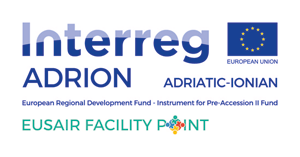 Interreg
EUROPEAN UNION
ADRION ADRIATIC-IONIAN
European Regional Development Fund - Instrument for Pre-Accession II Fund
EUSAIR FACILITY POINT